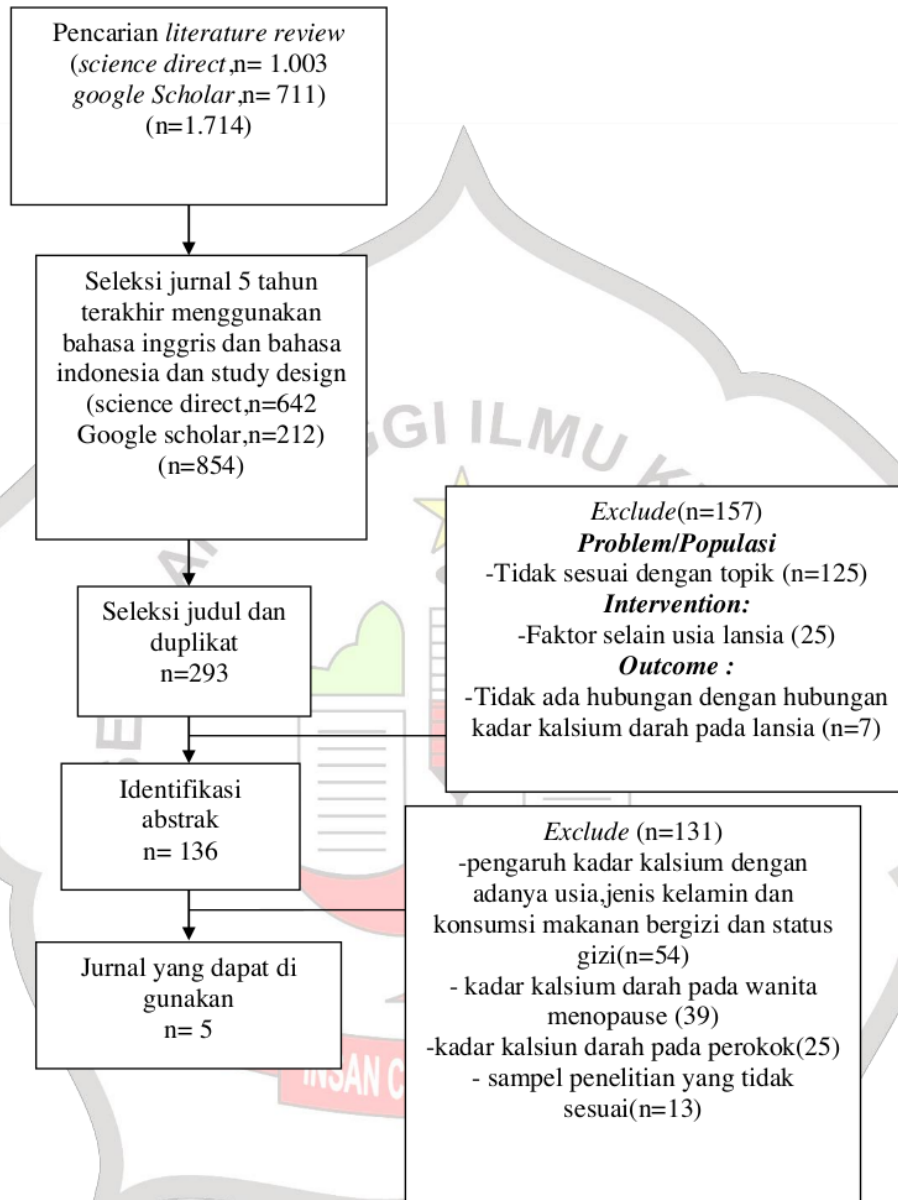 Pencarian literature review
(science direct,n= 1.003
google Scholar,n= 711)
(n=1.714)
Seleksi jurnal 5 tahun
terakhir menggunakan
bahasa inggris dan bahasa
indonesia dan study design
(science direct,n=642
Google scholar,n=212)
(n=854)
GGI ILMU K
Exclude(n=157)
Problem/Populasi
-Tidak sesuai dengan topik (n=125)
Intervention:
-Faktor selain usia lansia (25)
Outcome :
-Tidak ada hubungan dengan hubungan
kadar kalsium darah pada lansia (n=7)
Seleksi judul dan
duplikat
n=293
Identifikasi
abstrak
n= 136
Exclude (n=131)
-pengaruh kadar kalsium dengan
adanya usia,jenis kelamin dan
konsumsi makanan bergizi dan status
gizi(n=54)
- kadar kalsium darah pada wanita
menopause (39)
-kadar kalsiun darah pada perokok(25)
- sampel penelitian yang tidak
sesuai(n=13)
Jurnal yang dapat di
gunakan
n= 5
INSAN C